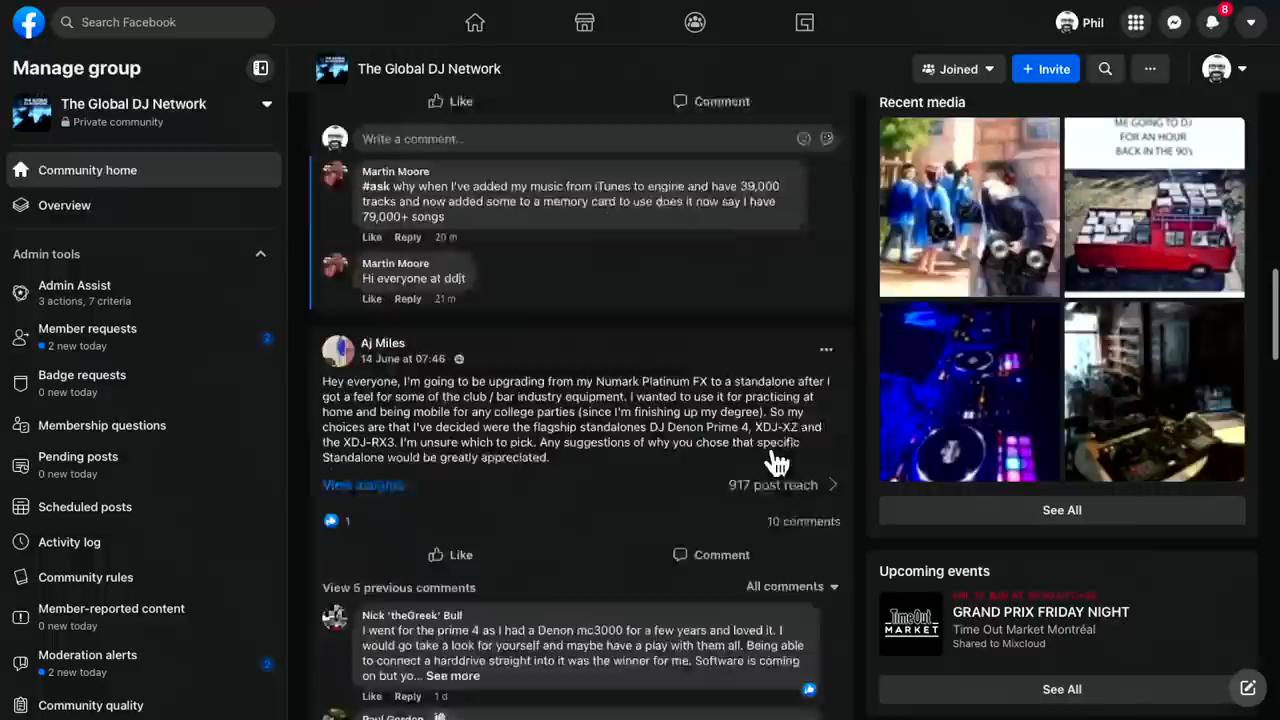 Search Facebook
Phil
8
Manage group
The Global DJ Network
Private community
Community home
Overview
Admin tools
Admin Assist
3 actions, 7 criteria
Member requests
2 new today
2
Badge requests
0 new today
Membership questions
Pending posts
0 new today
Scheduled posts
Activity log
Community rules
Member-reported content
0 new today
Moderation alerts
2 new today
2
Community quality
The Global DJ Network
Joined
+ Invite
Like
Comment
Write a comment...
Martin Moore
#ask why when I've added my music from iTunes to engine and have 39,000
tracks and now added some to a memory card to use does it now say I have
79,000+ songs
Like Reply 20 m
Martin Moore
Hi everyone at ddjt
Like Reply 21 m
Aj Miles
14 June at 07:46
Hey everyone, I'm going to be upgrading from my Numark Platinum FX to a standalone after I
got a feel for some of the club / bar industry equipment. I wanted to use it for practicing at
home and being mobile for any college parties (since I'm finishing up my degree). So my
choices are that I've decided were the flagship standalones DJ Denon Prime 4, XDJ-XZ and
the XDJ-RX3. I'm unsure which to pick. Any suggestions of why you chose that specific
Standalone would be greatly appreciated.
View insights
917 post reach
1
10 comments
Like
Comment
View 5 previous comments
All comments
Nick 'theGreek' Bull
I went for the prime 4 as I had a Denon mc3000 for a few years and loved it. I
would go take a look for yourself and maybe have a play with them all. Being able
to connect a harddrive straight into it was the winner for me. Software is coming
on but yo... See more
Like Reply 1 d
Paul Gordon
Recent media
ME GOING TO DJ
FOR AN HOUR
BACK IN THE 90's
See All
Upcoming events
TimeOut
MARKET
GRAND PRIX FRIDAY NIGHT
Time Out Market Montréal
Shared to Mixcloud
See All